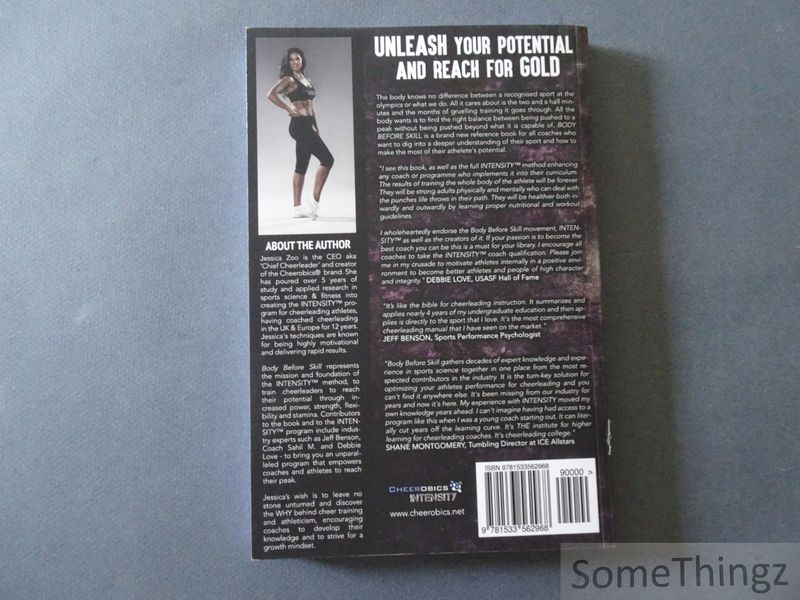 UNLEASH YOUR POTENTIAL
AND REACH FOR GOLD
The body knows no difference between a recognised sport at the
olympics or what we do. All it cares about is the two and a half min-
utes and the months of gruelling training it goes through. All the
body wants is to find the right balance between being pushed to a
peak without being pushed beyond what it is capable of. BODY
BEFORE SKILL is a brand new reference book for all coaches who
want to dig into a deeper understanding of their sport and how to
make the most of their athelete's potential.
"I see this book, as well as the full INTENSITY™ method enhancing
any coach or programme who implements it into their curriculum.
The results of training the whole body of the athlete will be forever.
They will be strong adults physically and mentally who can deal with
the punches life throws in their path. They will be healthier both in-
wardly and outwardly by learning proper nutritional and workout
guidelines.
I wholeheartedly endorse the Body Before Skill movement, INTEN-
SITY™ as well as the creators of it. If your passion is to become the
best coach you can be this is a must for your library. I encourage all
coaches to take the INTENSITY™ coach qualification. Please join
me in my crusade to motivate athletes internally in a positive envi-
ronment to become better athletes and people of high character
and integrity." DEBBIE LOVE, USASF Hall of Fame
"It's like the bible for cheerleading instruction. It summarizes and
applies nearly 4 years of my undergraduate education and then ap-
plies is directly to the sport that I love. It's the most comprehensive
cheerleading manual that I have seen on the market."
JEFF BENSON, Sports Performance Psychologist
"Body Before Skill gathers decades of expert knowledge and expe-
rience in sports science together in one place from the most re-
spected contributors in the industry. It is the turn-key solution for
optimizing your athletes performance for cheerleading and you
can't find it anywhere else. It's been missing from our industry for
years and now it's here. My experience with INTENSITY moved my
own knowledge years ahead. I can't imagine having had access to a
program like this when I was a young coach starting out. It can liter-
ally cut years off the learning curve. It's THE institute for higher
learning for cheerleading coaches. It's cheerleading college."
SHANE MONTGOMERY, Tumbling Director at ICE Allstars
ABOUT THE AUTHOR
Jessica Zoo is the CEO aka
'Chief Cheerleader' and creator
of the Cheerobics® brand. She
has poured over 5 years of
study and applied research in
sports science & fitness into
creating the INTENSITY™ pro-
gram for cheerleading athletes,
having coached cheerleading
in the UK & Europe for 12 years.
Jessica's techniques are known
for being highly motivational
and delivering rapid results.
Body Before Skill represents
the mission and foundation of
the INTENSITY™ method, to
train cheerleaders to reach
their potential through in-
creased power, strength, flexi-
bility and stamina. Contributors
to the book and to the INTEN-
SITY™ program include indus-
try experts such as Jeff Benson,
Coach Sahil M. and Debbie
Love - to bring you an unparal-
leled program that empowers
coaches and athletes to reach
their peak.
Jessica's wish is to leave no
stone unturned and discover
the WHY behind cheer training
and athleticism, encouraging
coaches to develop their
knowledge and to strive for a
growth mindset.
CHEEROBICS
INTENSITY
www.cheerobics.net
ISBN 9781533562968
90000 >
9 781533 562968
SomeThingz